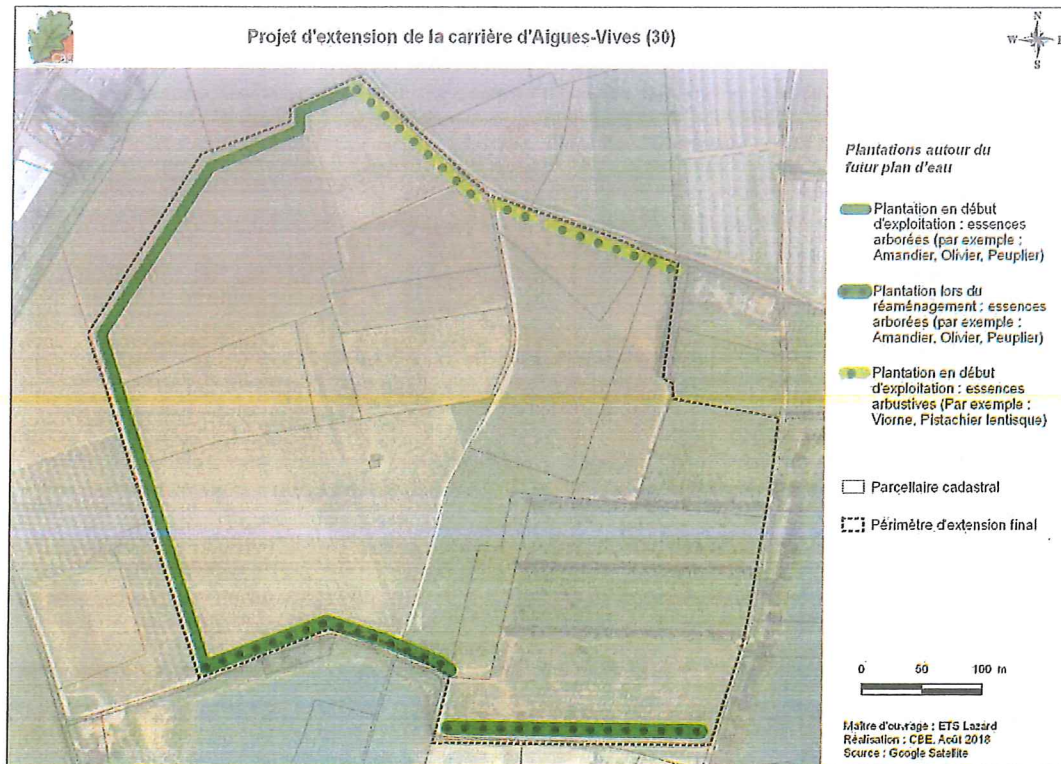 Projet d'extension de la carrière d'Aigues-Vives (30)
N
W
E
S
Plantations autour du
futur plan d'eau
Plantation en début
d'exploitation : essences
arborées (par exemple :
Amandier, Olivier, Peuplier)
Plantation lors du
réaménagement : essences
arborées (par exemple :
Amandier, Olivier, Peuplier)
Plantation en début
d'exploitation : essences
arbustives (Par exemple :
Viorne, Pistachier lentisque)
Parcellaire cadastral
Périmètre d'extension final
0 50 100 m
Maître d'ouvrage : ETS Lazard
Réalisation : CBE, Août 2018
Source : Google Satellite